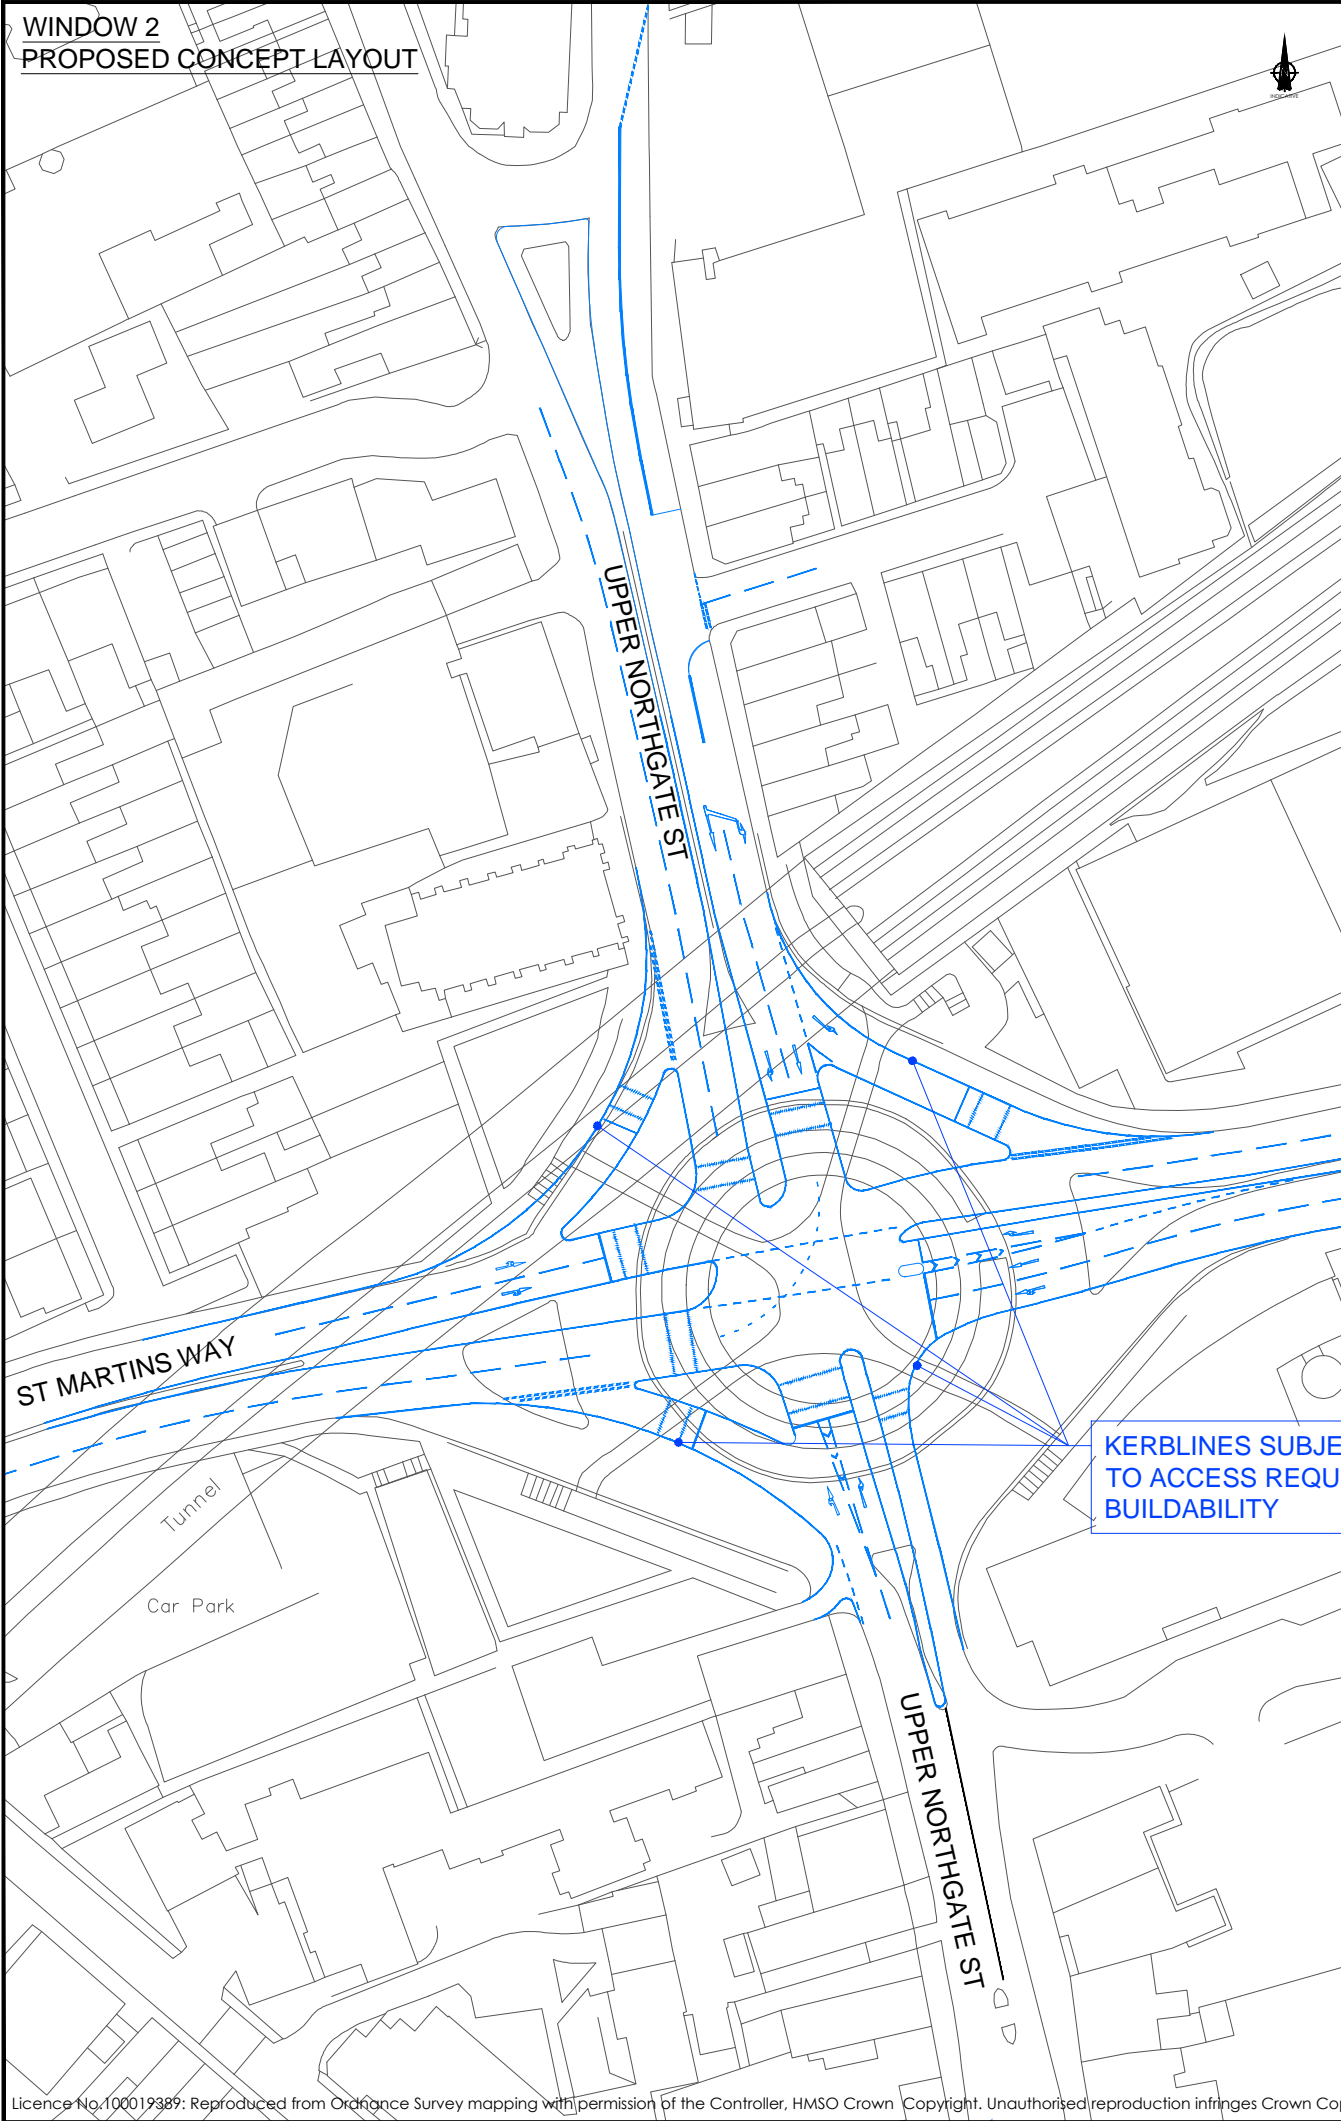 WINDOW 2
PROPOSED CONCEPT LAYOUT
INDICATIVE
UPPER NORTHGATE ST
ST MARTINS WAY
KERBLINES SUBJE
TO ACCESS REQU
BUILDABILITY
Tunnel
Car Park
UPPER NORTHGATE ST
Licence No.100019389: Reproduced from Ordnance Survey mapping with permission of the Controller, HMSO Crown Copyright. Unauthorised reproduction infringes Crown Co